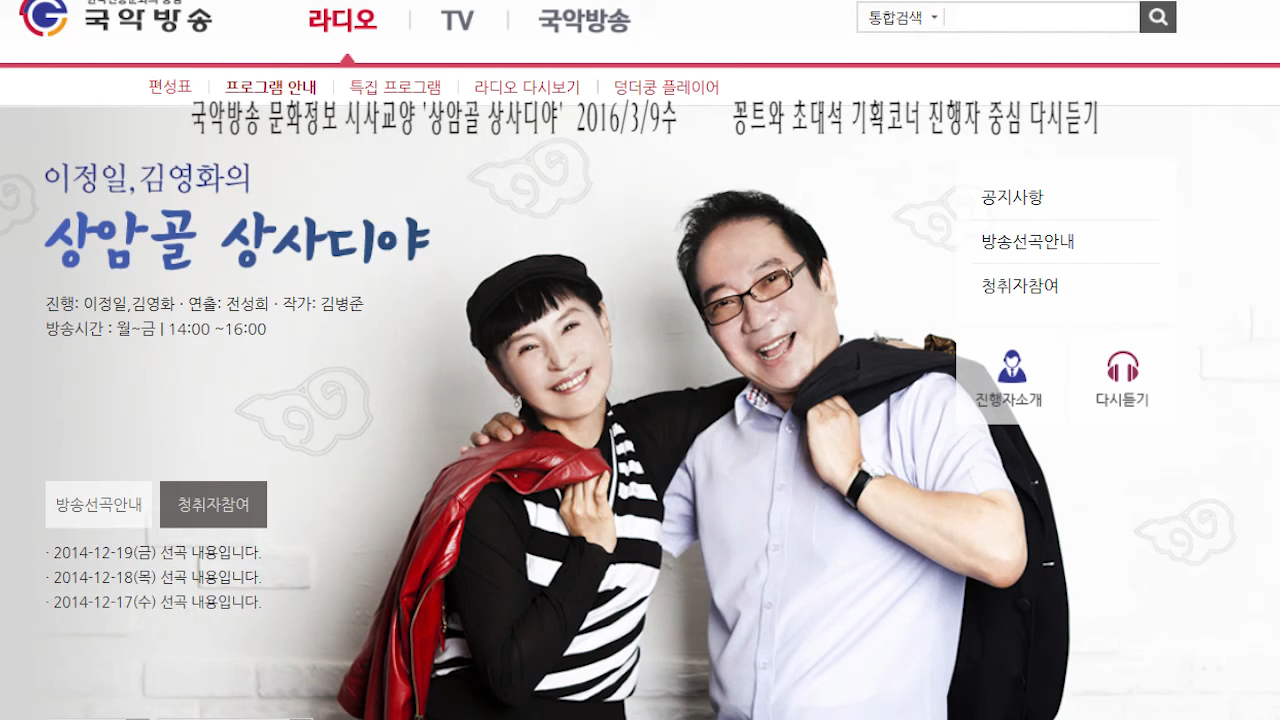 국악방송
라디오
TV
국악방송
통합검색
편성표
프로그램 안내
특집 프로그램
라디오 다시보기
덩더쿵 플레이어
국악방송 문화정보 시사교양 '상암골 상사디야' 2016/3/9수 꽁트와 초대석 기획코너 진행자 중심 다시듣기
이정일,김영화의
상암골 상사디야
진행: 이정일,김영화 · 연출: 전성희 · 작가: 김병준
방송시간 : 월~금 | 14:00 ~16:00
공지사항
방송선곡안내
청취자참여
진행자소개
다시듣기
방송선곡안내
청취자참여
· 2014-12-19(금) 선곡 내용입니다.
· 2014-12-18(목) 선곡 내용입니다.
· 2014-12-17(수) 선곡 내용입니다.